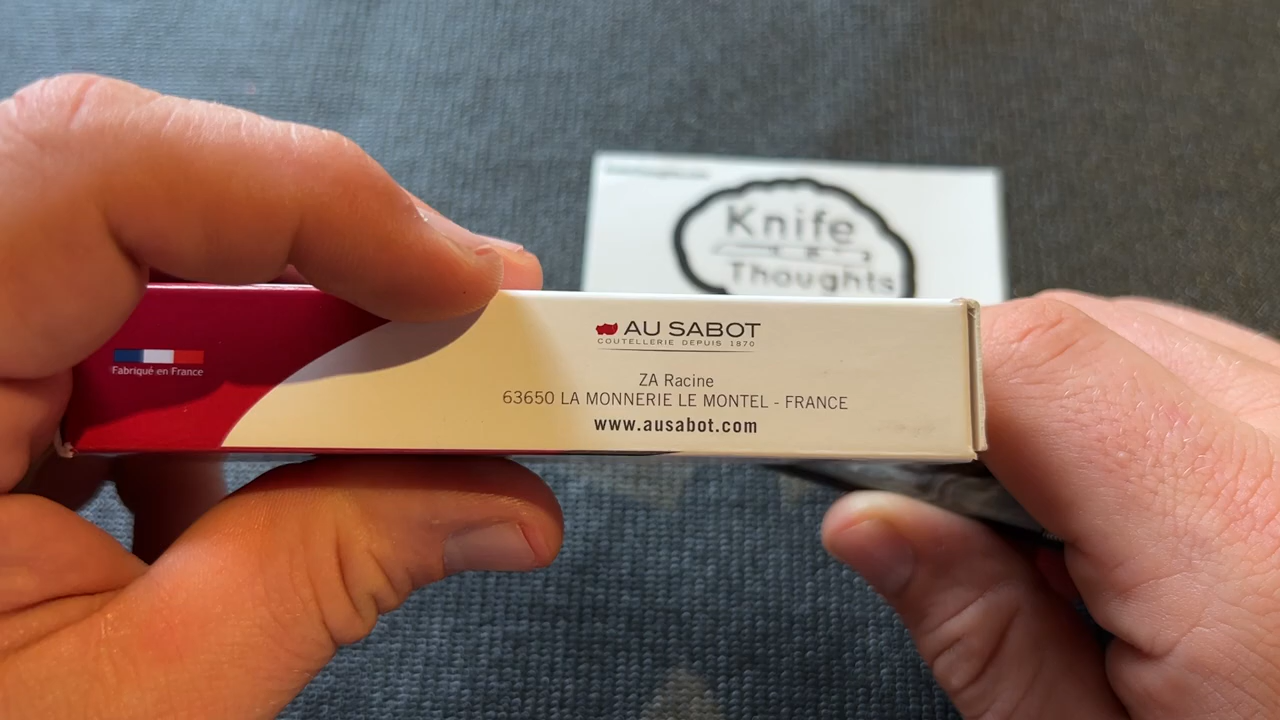 Knife
Thoughts
AU SABOT
COUTELLERIE DEPUIS 1870
Fabriqué en France
ZA Racine
63650 LA MONNERIE LE MONTEL - FRANCE
www.ausabot.com